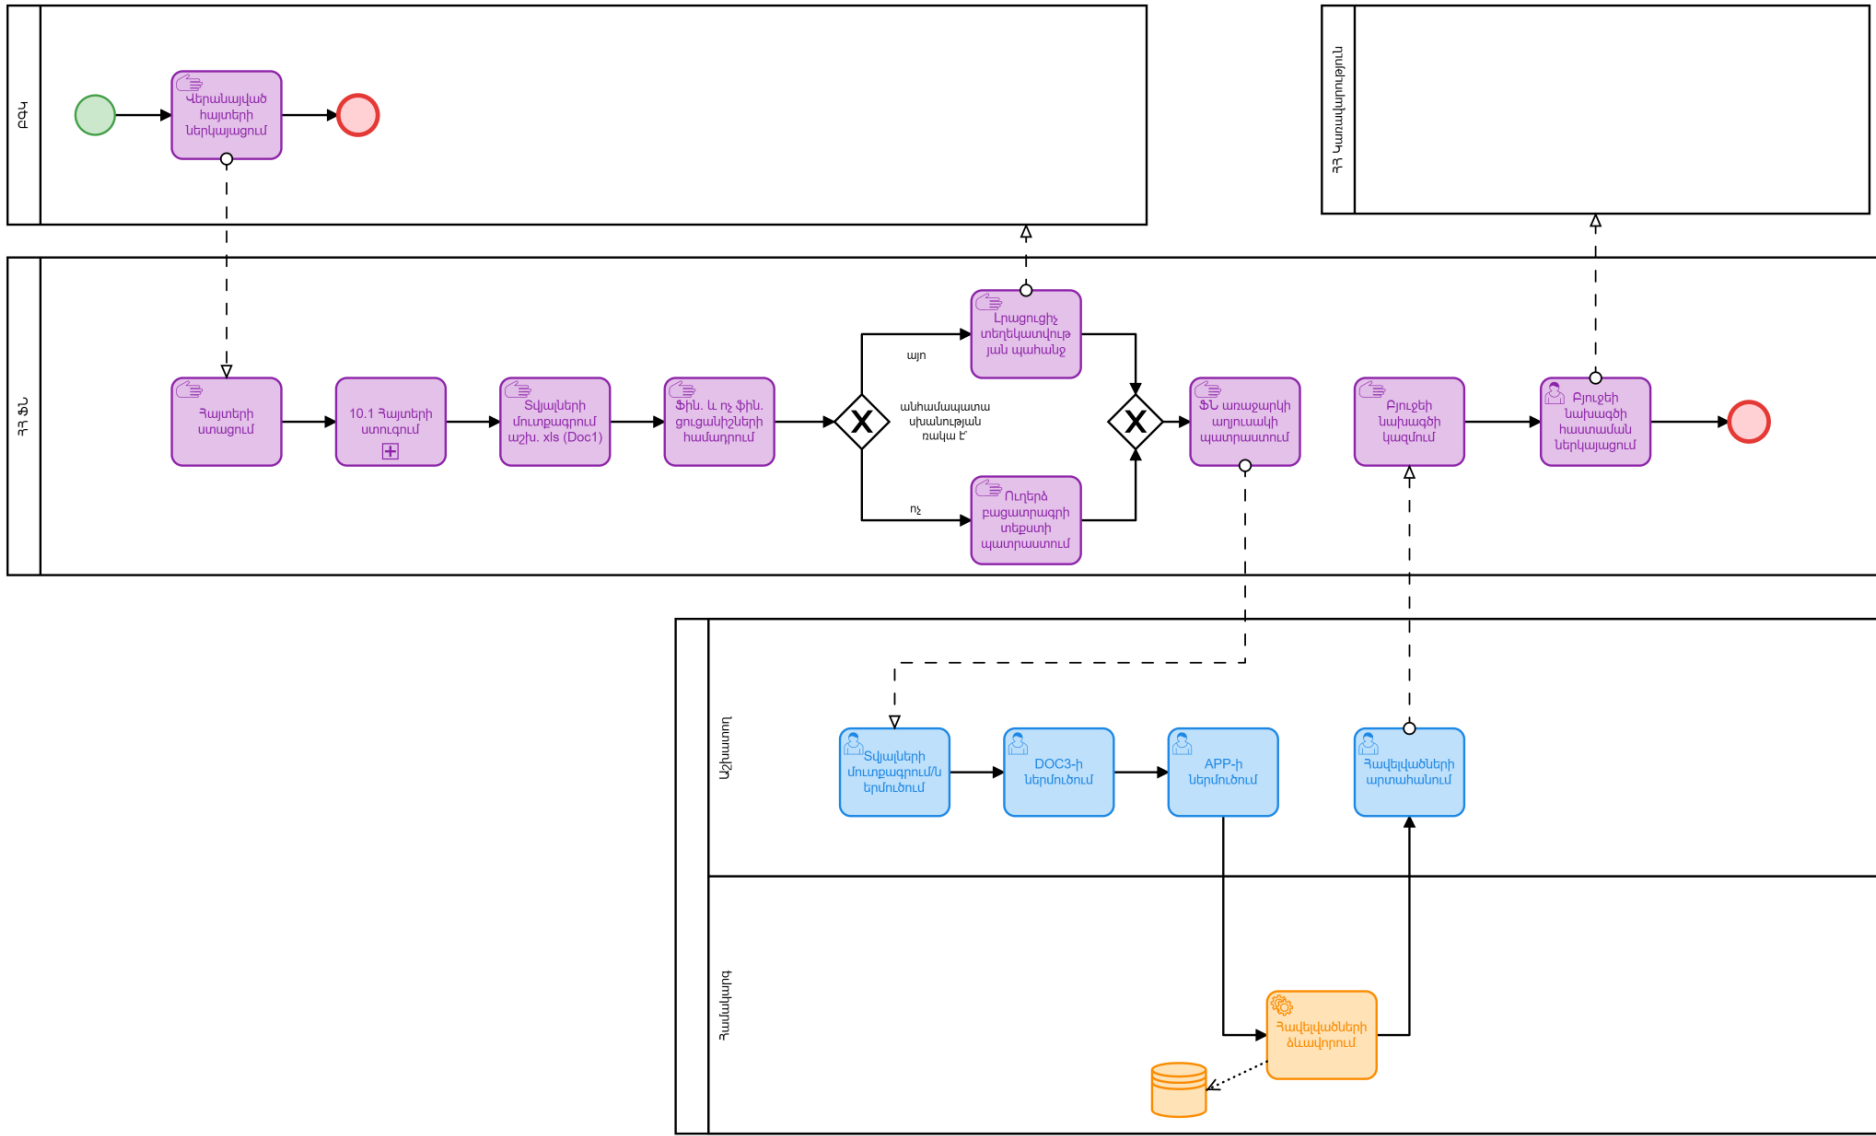 ԲԳԿ
Վերանայված
հայտերի
ներկայացում
ՀՀ Կառավարություն
ՀՀ ՖՆ
Հայտերի
ստացում
10.1 Հայտերի
ստուգում
Տվյալների
մուտքագրում
աշխ. xls (Doc1)
Ֆին. և ոչ ֆին.
ցուցանիշների
համադրում
այո
անհամապատա
սխանության
ռակա է՞
ոչ
Լրացուցիչ
տեղեկատվութ
յան պահանջ
Ուղերձ
բացատրագրի
տեքստի
պատրաստում
ՖՆ առաջարկի
աղյուսակի
պատրաստում
Բյուջեի
նախագծի
կազմում
Բյուջեի
նախագծի
հաստաման
ներկայացում
Աշխատող
Տվյալների
մուտքագրում/ն
երմուծում
DOC3-ի
ներմուծում
APP-ի
ներմուծում
Հավելվածների
արտահանում
Համակարգ
Հավելվածների
ձևավորում